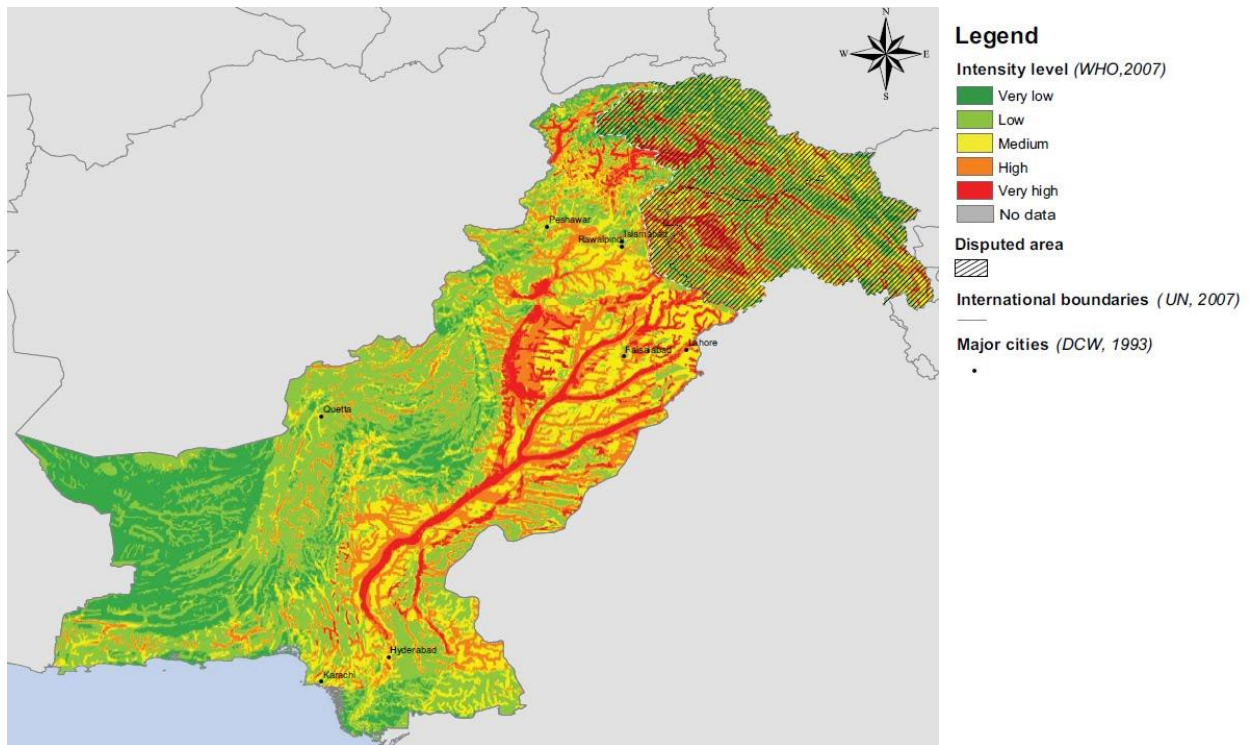 N
W
E
S
Peshawar
Islamabad
Rawalpindi
Lahore
Faisalabad
Quetta
Hyderabad
Karachi
Legend
Intensity level (WHO,2007)
Very low
Low
Medium
High
Very high
No data
Disputed area
International boundaries (UN, 2007)
Major cities (DCW, 1993)